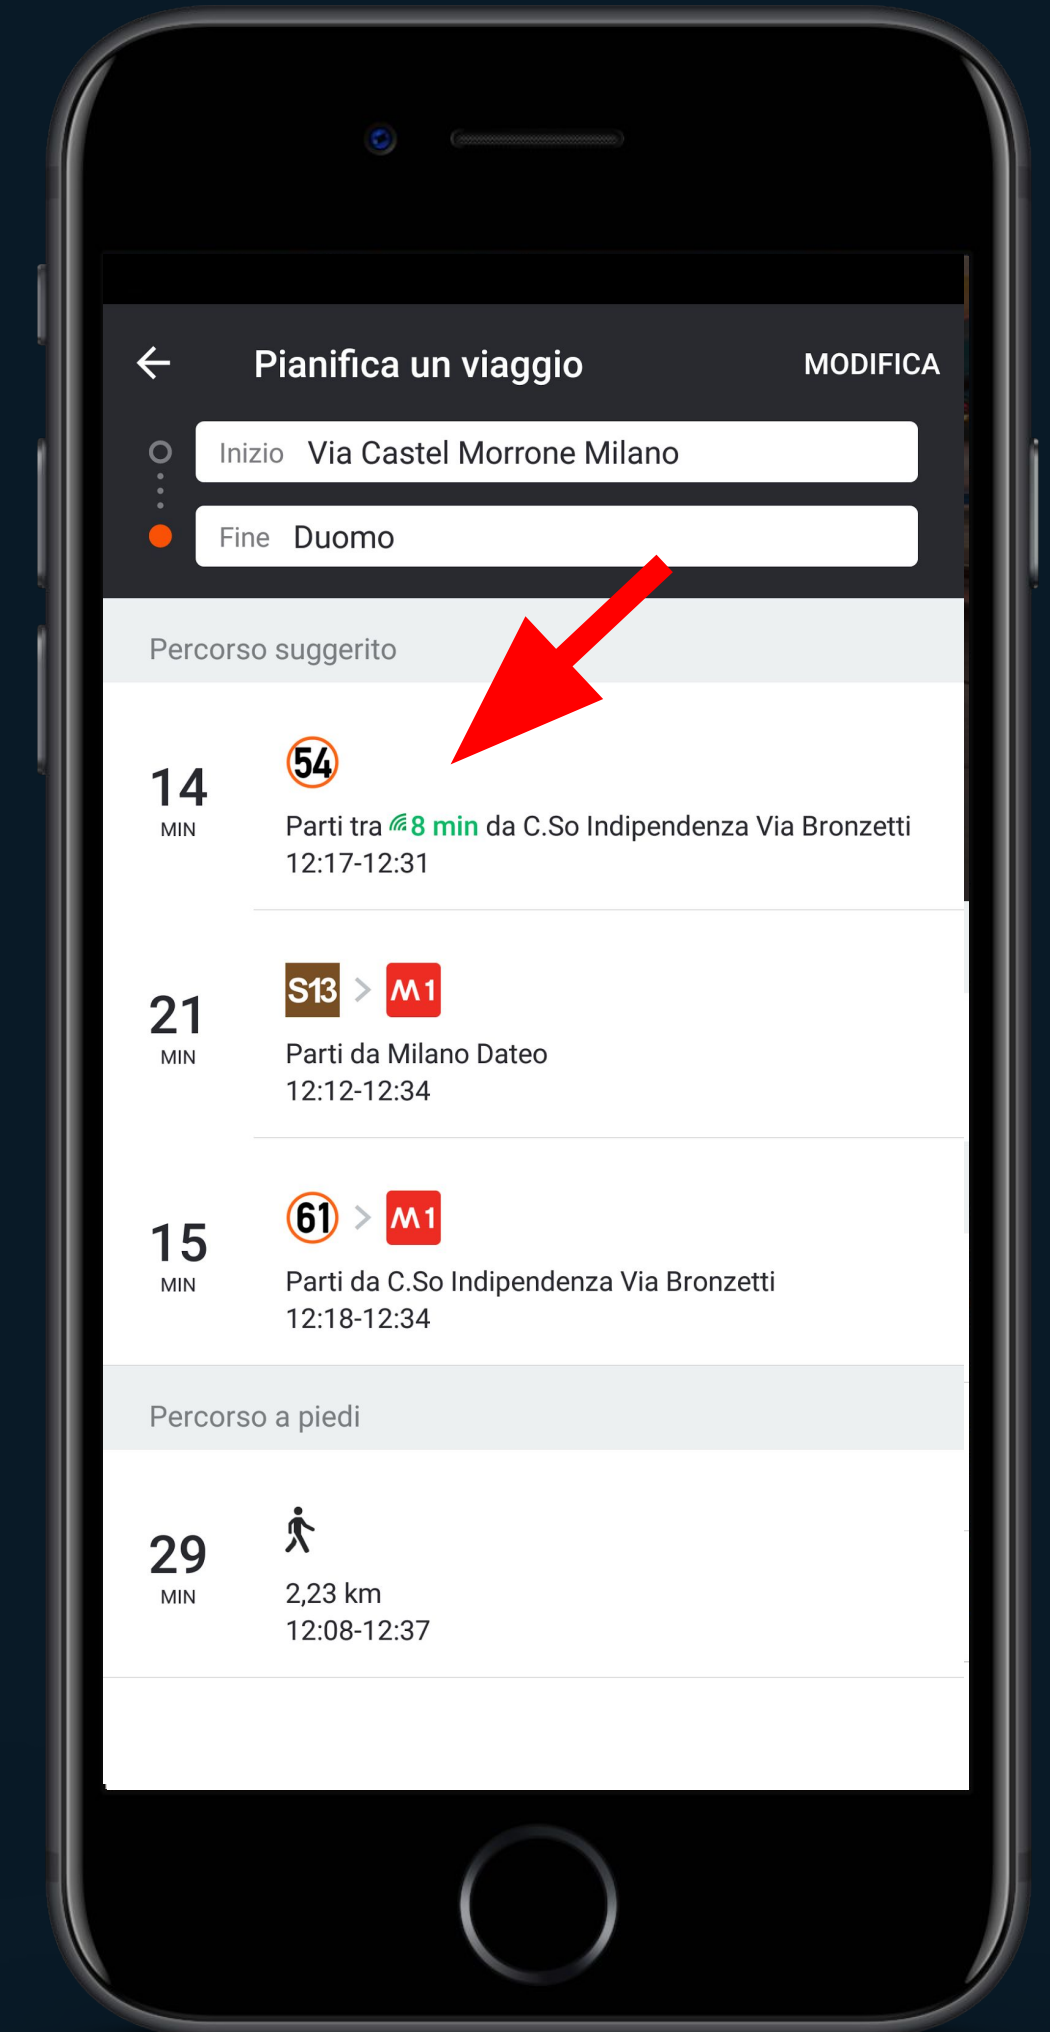 Pianifica un viaggio MODIFICA
Inizio Via Castel Morrone Milano
Fine Duomo
Percorso suggerito
54
14 MIN
Parti tra 8 min da C.So Indipendenza Via Bronzetti
12:17-12:31
S13 > M1
21 MIN
Parti da Milano Dateo
12:12-12:34
61 > M1
15 MIN
Parti da C.So Indipendenza Via Bronzetti
12:18-12:34
Percorso a piedi
29 MIN
2,23 km
12:08-12:37